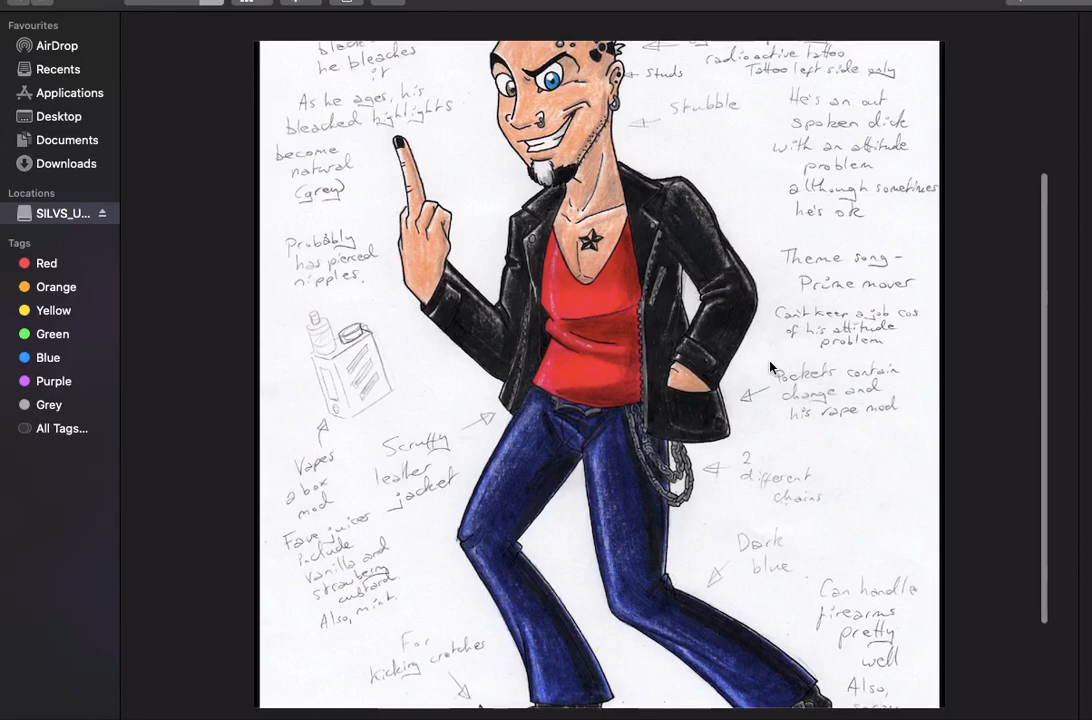 Favourites
AirDrop
Recents
Applications
Desktop
Documents
Downloads
Locations
SILVS_U...
Tags
Red
Orange
Yellow
Green
Blue
Purple
Grey
All Tags...
black
he bleaches
it
As he ages, his
bleached highlights
become
natural
(grey)
Probably
has pierced
nipples.
Vapes
a box
mod
Fave juices
include
vanilla and
strawberry
custard
Also, mint.
Scruffy
leather
jacket
For
kicking crotches
radioactive tattoo
Tattoo left side only
Studs
Stubble
He's an out
spoken dick
with an attitude
problem
although sometimes
he's ok
Theme song -
Prime mover
Can't keep a job cos
of his attitude
problem
Pockets contain
change and
his vape mod
2
different
chains
Dark
blue
Can handle
firearms
pretty
well
Also,